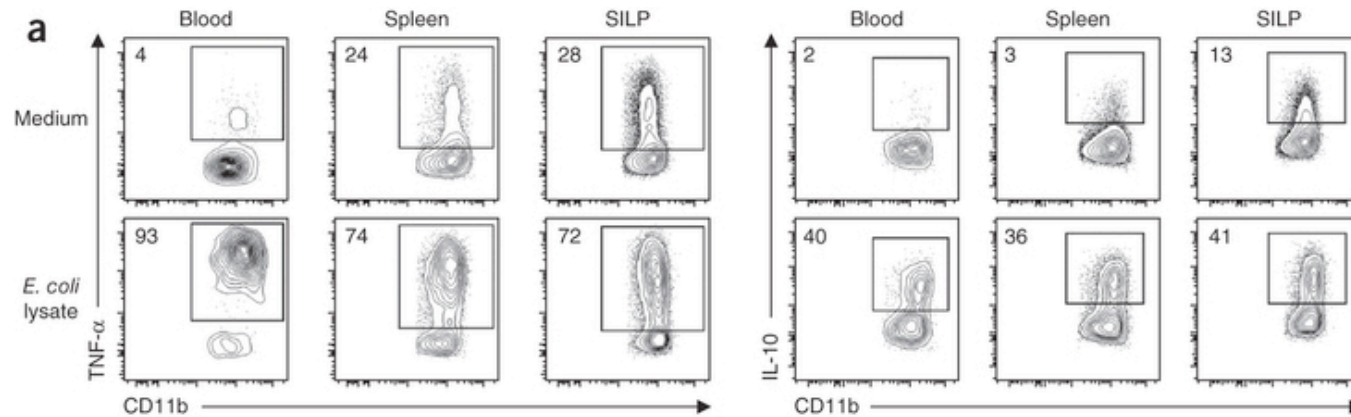 a
Blood Spleen SILP Blood Spleen SILP
4 24 28 2 3 13
Medium
93 74 72 40 36 41
E. coli
lysate
TNF-α
IL-10
CD11b CD11b